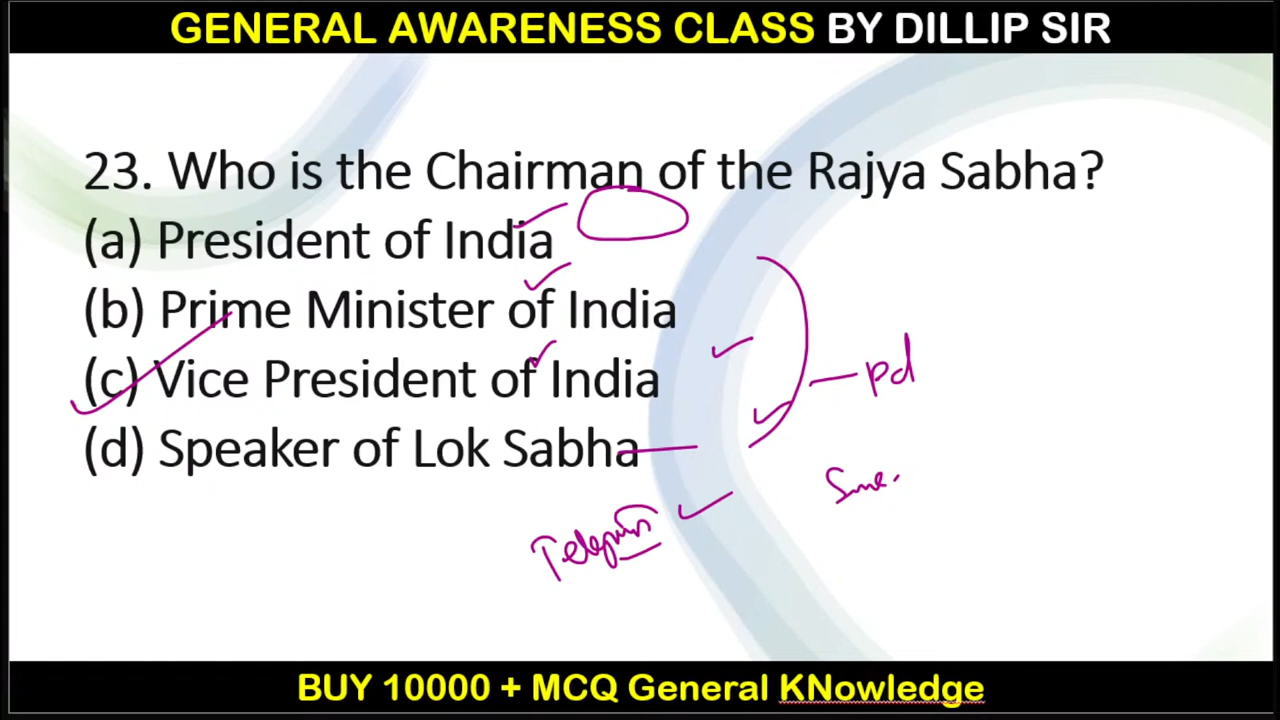 GENERAL AWARENESS CLASS BY DILLIP SIR
23. Who is the Chairman of the Rajya Sabha?
(a) President of India
(b) Prime Minister of India
(c) Vice President of India
(d) Speaker of Lok Sabha
pd
BUY 10000 + MCQ General KNowledge